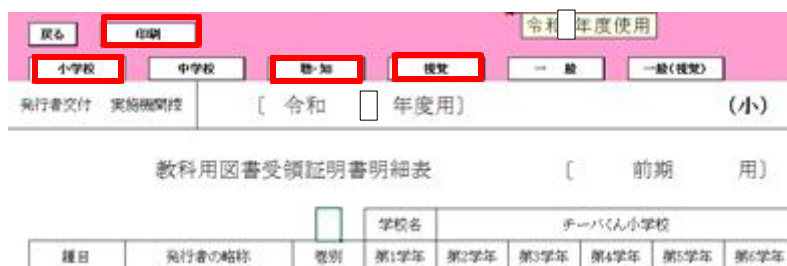 令和 年度使用
戻る 印刷
小学校 中学校 聴・知 視覚 一 般 一般(視覚)
発行者交付 実施機関控 〔 令和 年度用〕 (小)
教科用図書受領証明書明細表 〔 前期 用〕
学校名 チーバくん小学校
種目 発行者の略称 巻別 第1学年 第2学年 第3学年 第4学年 第5学年 第6学年